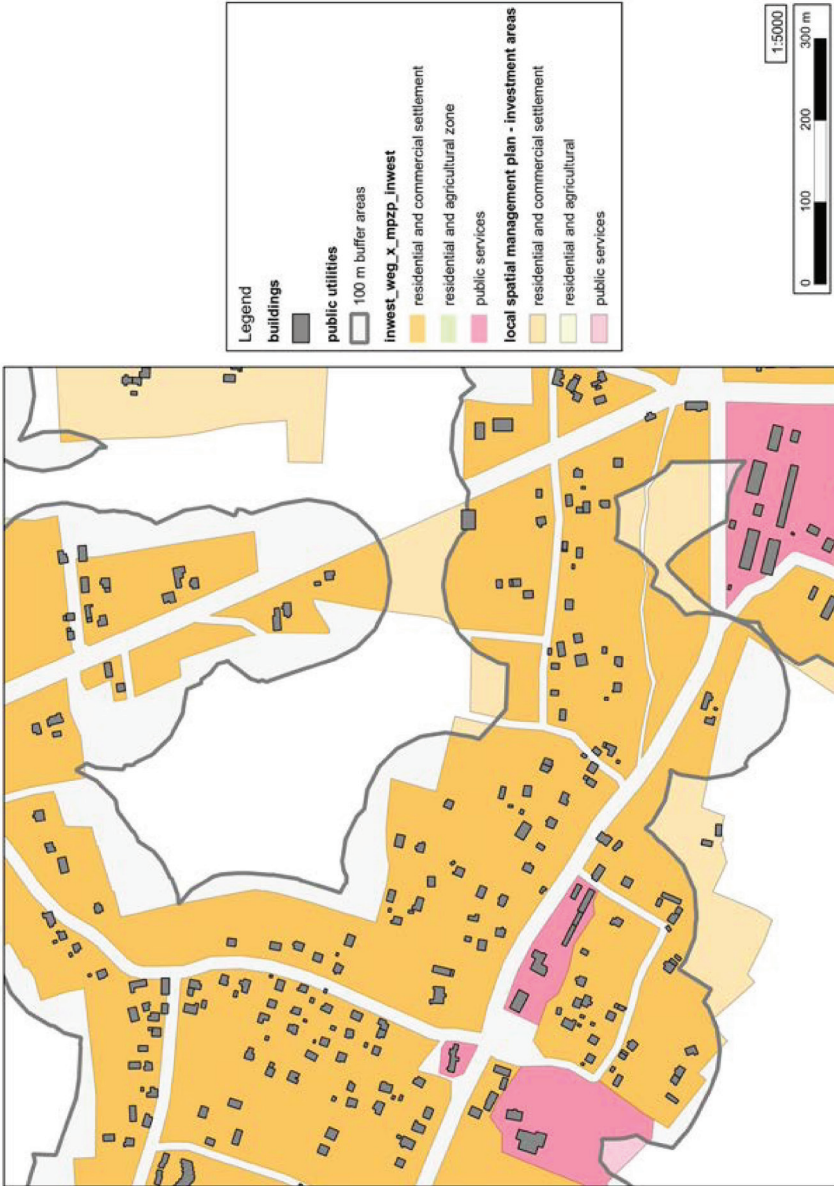 Legend
buildings
public utilities
100 m buffer areas
inwest_weg_x_mpzp_inwest
residential and commercial settlement
residential and agricultural zone
public services
local spatial management plan - investment areas
residential and commercial settlement
residential and agricultural
public services
1:5000
0 100 200 300 m